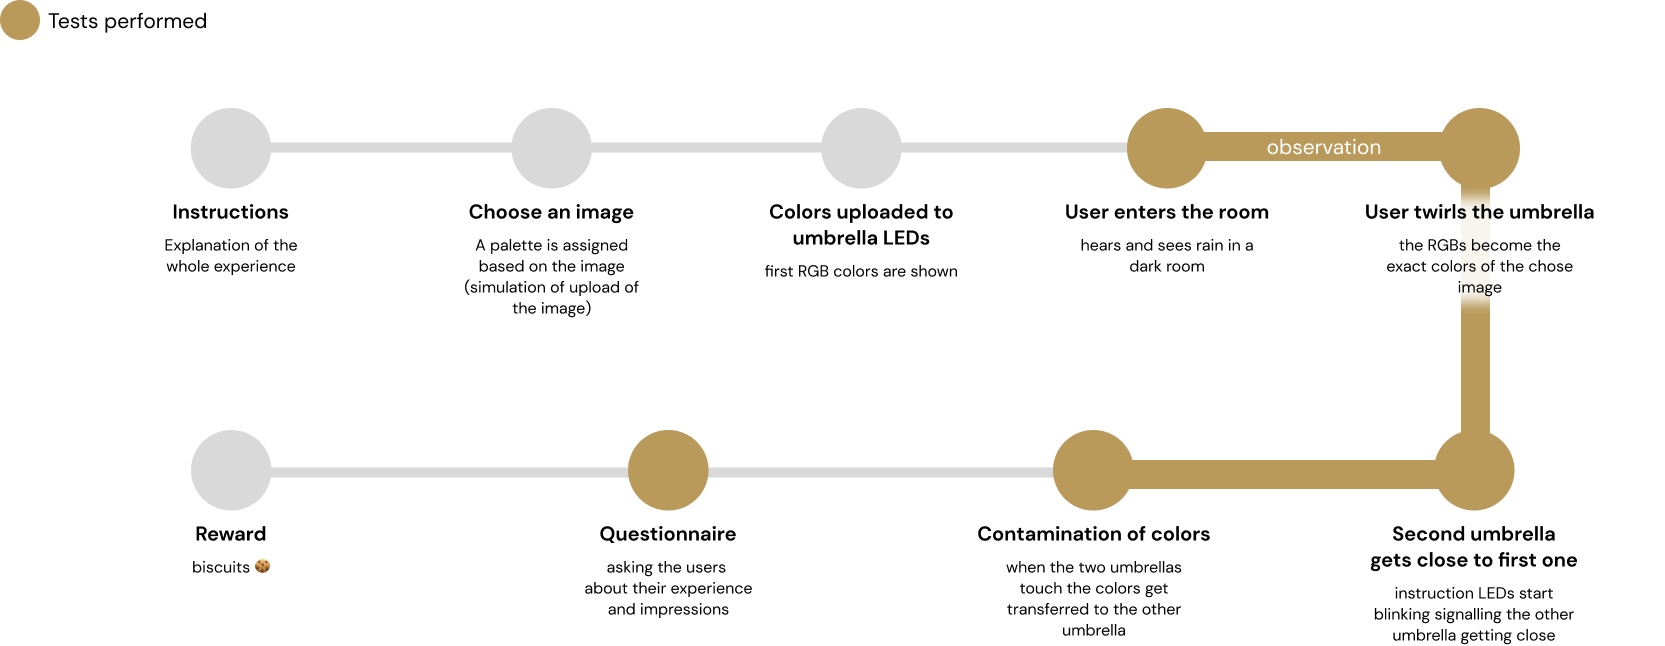 Tests performed
observation
Instructions
Explanation of the
whole experience
Choose an image
A palette is assigned
based on the image
(simulation of upload of
the image)
Colors uploaded to
umbrella LEDs
first RGB colors are shown
User enters the room
hears and sees rain in a
dark room
User twirls the umbrella
the RGBs become the
exact colors of the chose
image
Reward
biscuits 🍪
Questionnaire
asking the users
about their experience
and impressions
Contamination of colors
when the two umbrellas
touch the colors get
transferred to the other
umbrella
Second umbrella
gets close to first one
instruction LEDs start
blinking signalling the other
umbrella getting close